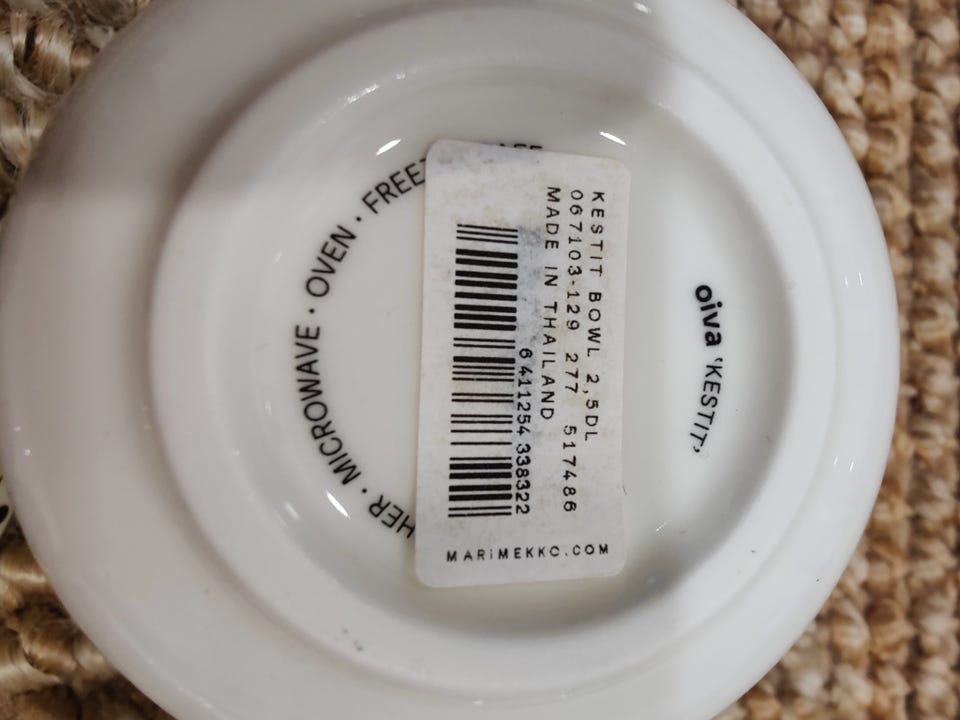 KESTIT BOWL 2,5DL
067103-129 277 517486
MADE IN THAILAND
6 411254 338322
MARIMEKKO.COM
oiva 'KESTIT,
MICROWAVE · OVEN ·